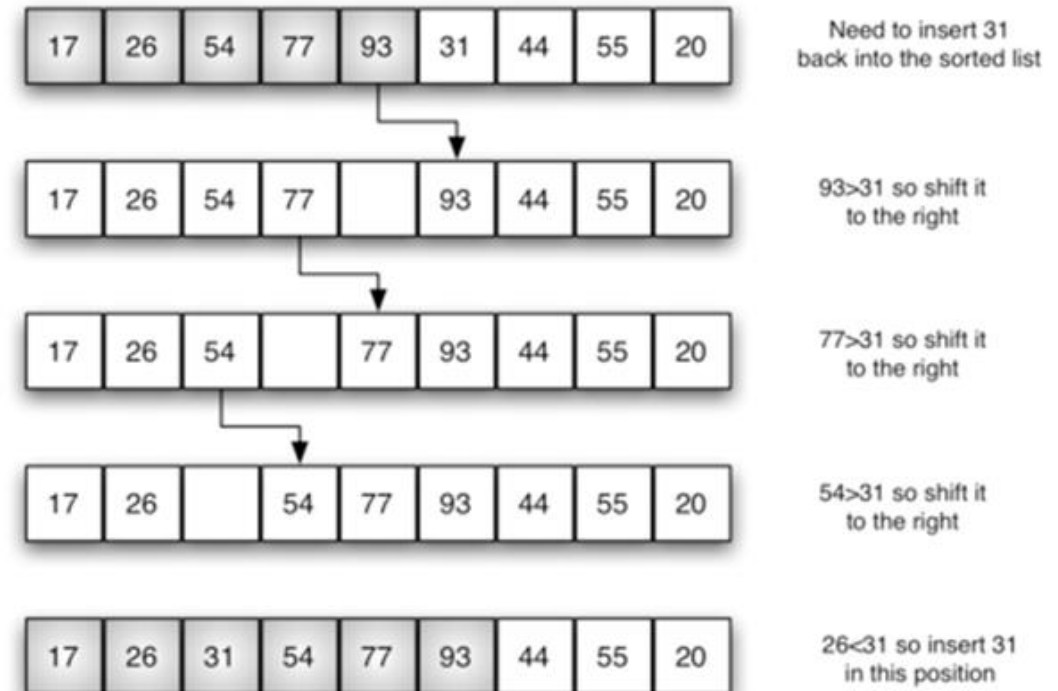 17 26 54 77 93 31 44 55 20
Need to insert 31
back into the sorted list
17 26 54 77 93 44 55 20
93>31 so shift it
to the right
17 26 54 77 93 44 55 20
77>31 so shift it
to the right
17 26 54 77 93 44 55 20
54>31 so shift it
to the right
17 26 31 54 77 93 44 55 20
26<31 so insert 31
in this position